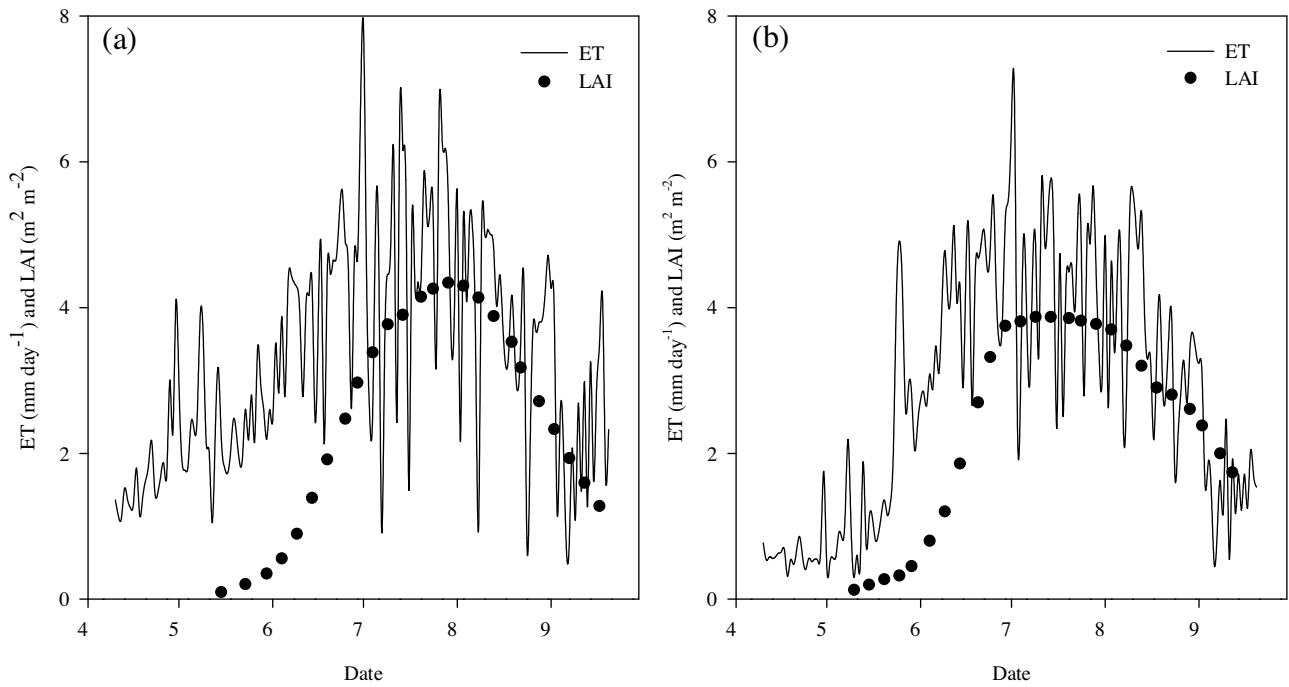 (a)
ET
LAI
8
6
4
2
0
ET (mm day-1) and LAI (m2 m-2)
4 5 6 7 8 9
Date
(b)
ET
LAI
8
6
4
2
0
ET (mm day-1) and LAI (m2 m-2)
4 5 6 7 8 9
Date